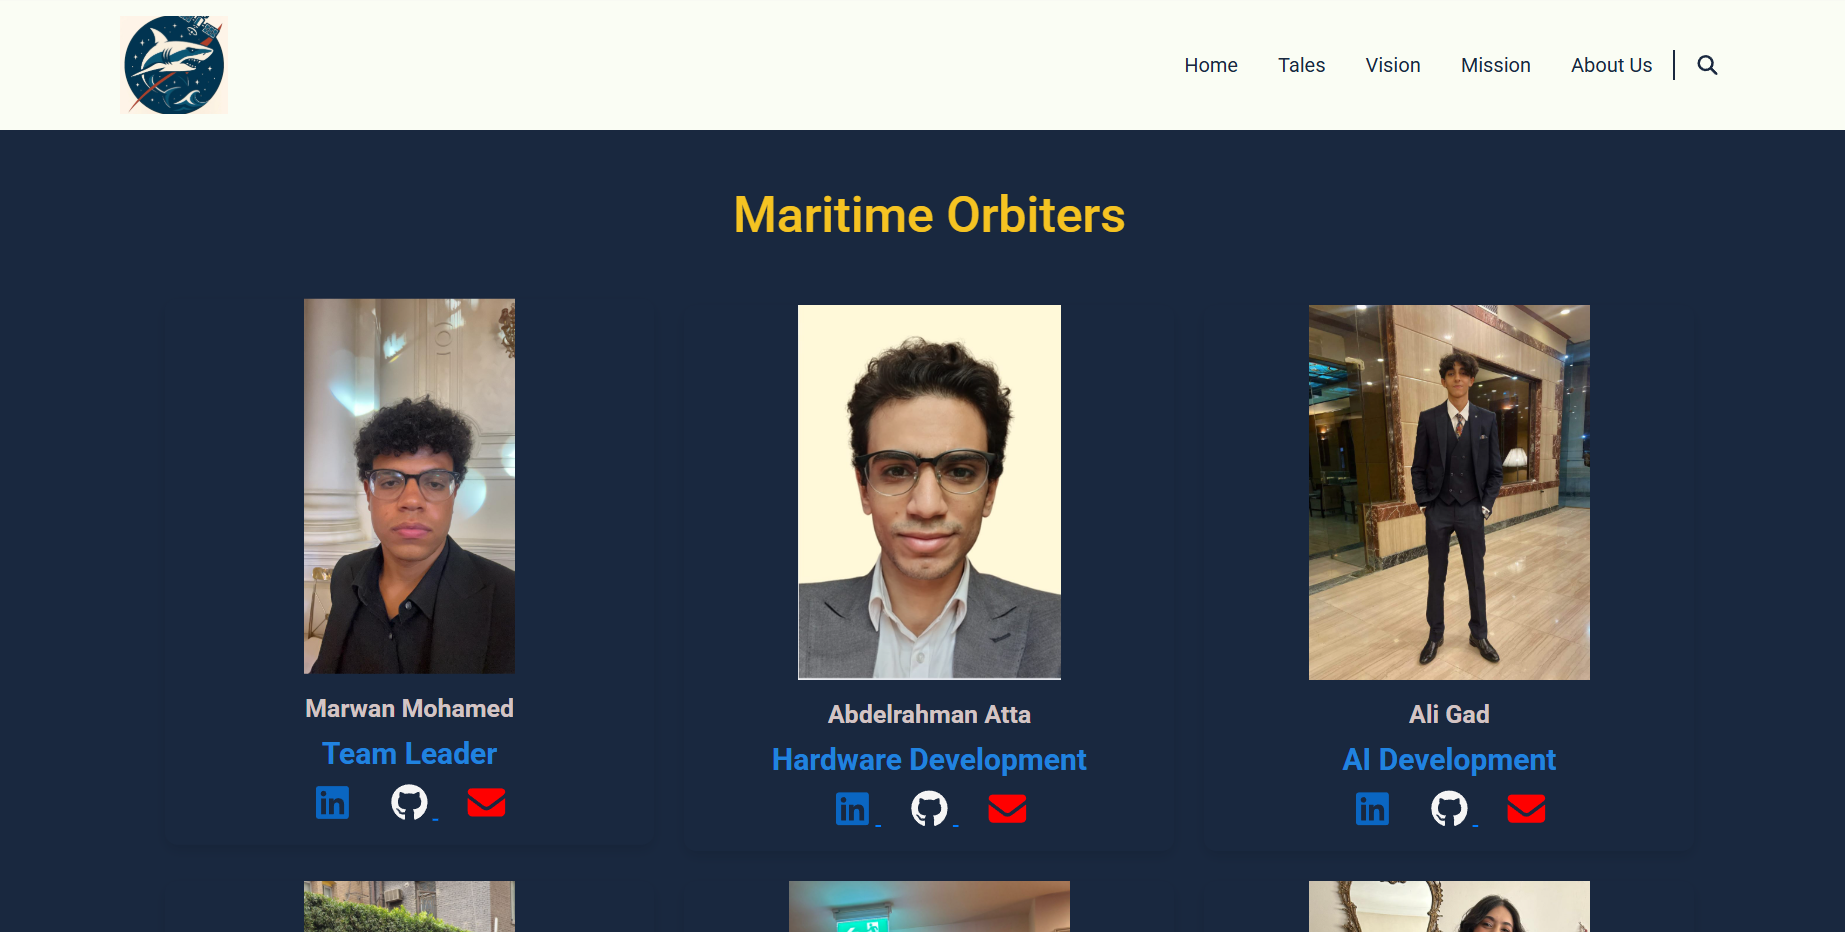 Home Tales Vision Mission About Us
Maritime Orbiters
Marwan Mohamed
Team Leader
Abdelrahman Atta
Hardware Development
Ali Gad
AI Development